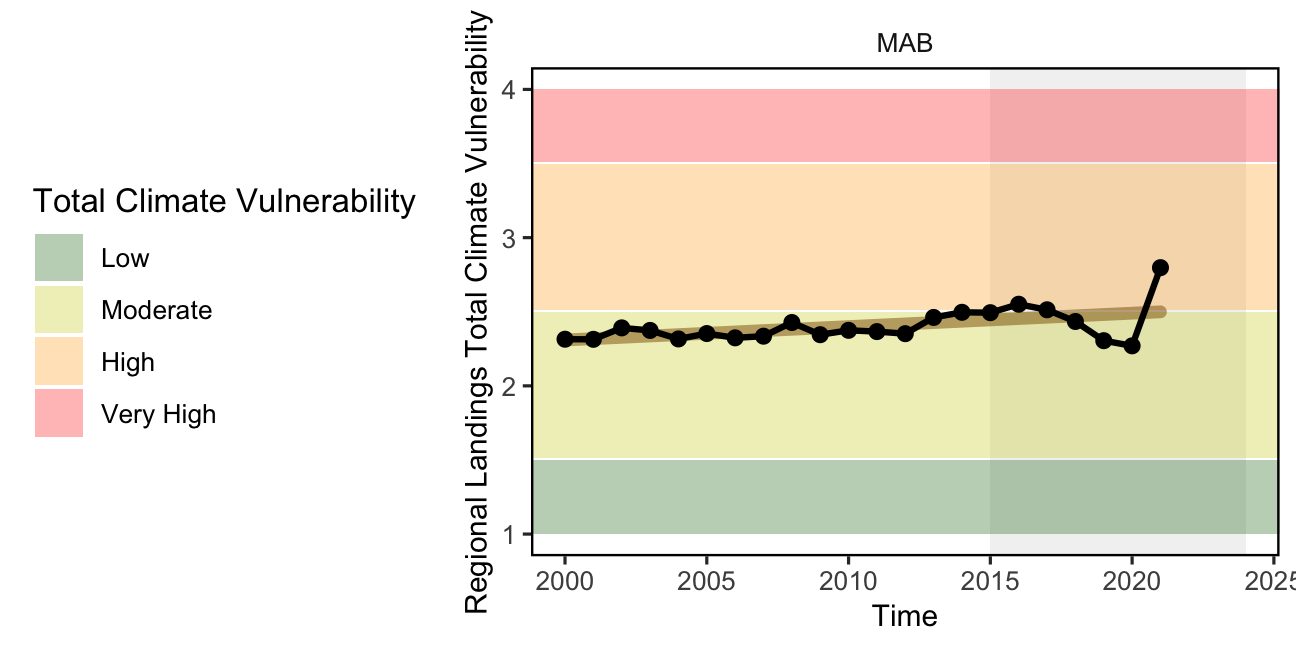 MAB
Regional Landings Total Climate Vulnerability
4
3
2
1
2000 2005 2010 2015 2020 2025
Time
Total Climate Vulnerability
Low
Moderate
High
Very High